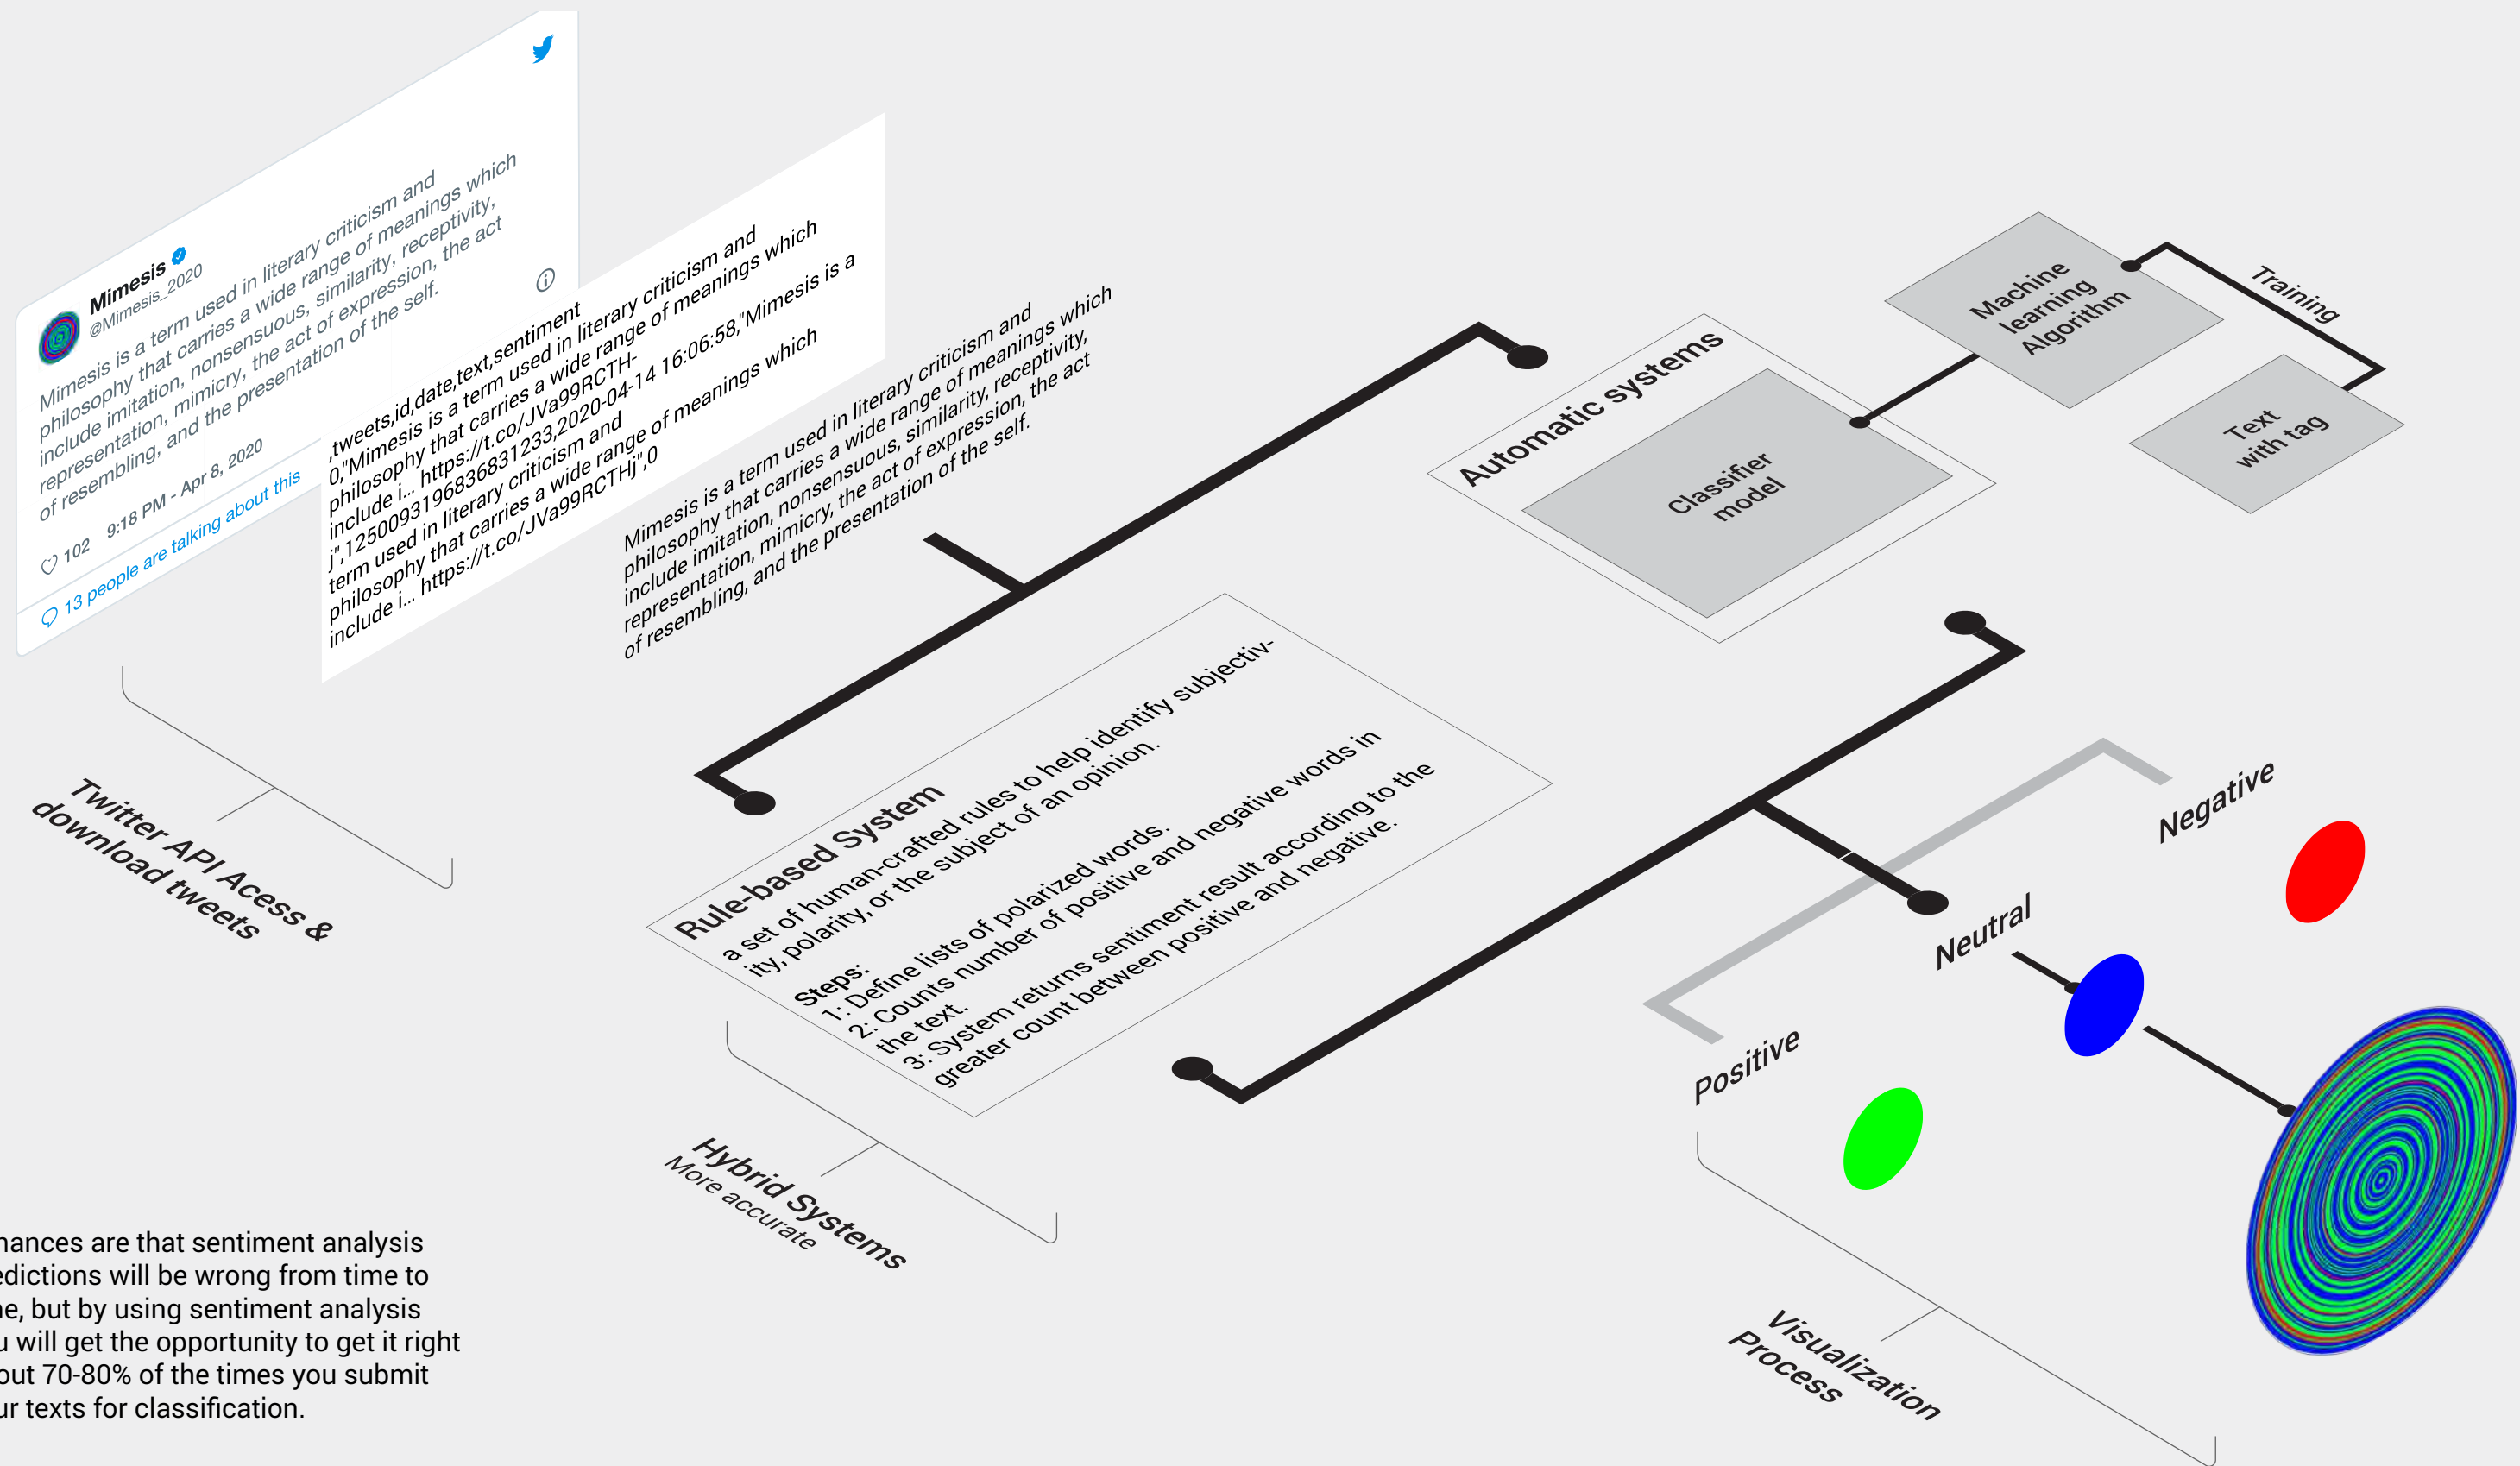 Mimesis
@Mimesis_2020
Mimesis is a term used in literary criticism and
philosophy that carries a wide range of meanings which
include imitation, nonsensuous, similarity, receptivity,
representation, mimicry, the act of expression, the act
of resembling, and the presentation of the self.
102 9:18 PM - Apr 8, 2020
13 people are talking about this
,tweets,id,date,text,sentiment
0,"Mimesis is a term used in literary criticism and
philosophy that carries a wide range of meanings which
include i... https://t.co/JVa99RCTH-
j",1250093196836831233,2020-04-14 16:06:58,"Mimesis is a
term used in literary criticism and
philosophy that carries a wide range of meanings which
include i... https://t.co/JVa99RCTHj",0
Mimesis is a term used in literary criticism and
philosophy that carries a wide range of meanings which
include imitation, nonsensuous, similarity, receptivity,
representation, mimicry, the act of expression, the act
of resembling, and the presentation of the self.
Twitter API Acess &
download tweets
Automatic systems
Classifier
model
Machine
learning
Algorithm
Training
Text
with tag
Rule-based System
a set of human-crafted rules to help identify subjectiv-
ity, polarity, or the subject of an opinion.
Steps:
1: Define lists of polarized words.
2: Counts number of positive and negative words in
the text.
3: System returns sentiment result according to the
greater count between positive and negative.
Hybrid Systems
More accurate
Negative
Neutral
Positive
Visualization
Process
hances are that sentiment analysis
edictions will be wrong from time to
ne, but by using sentiment analysis
u will get the opportunity to get it right
out 70-80% of the times you submit
ur texts for classification.